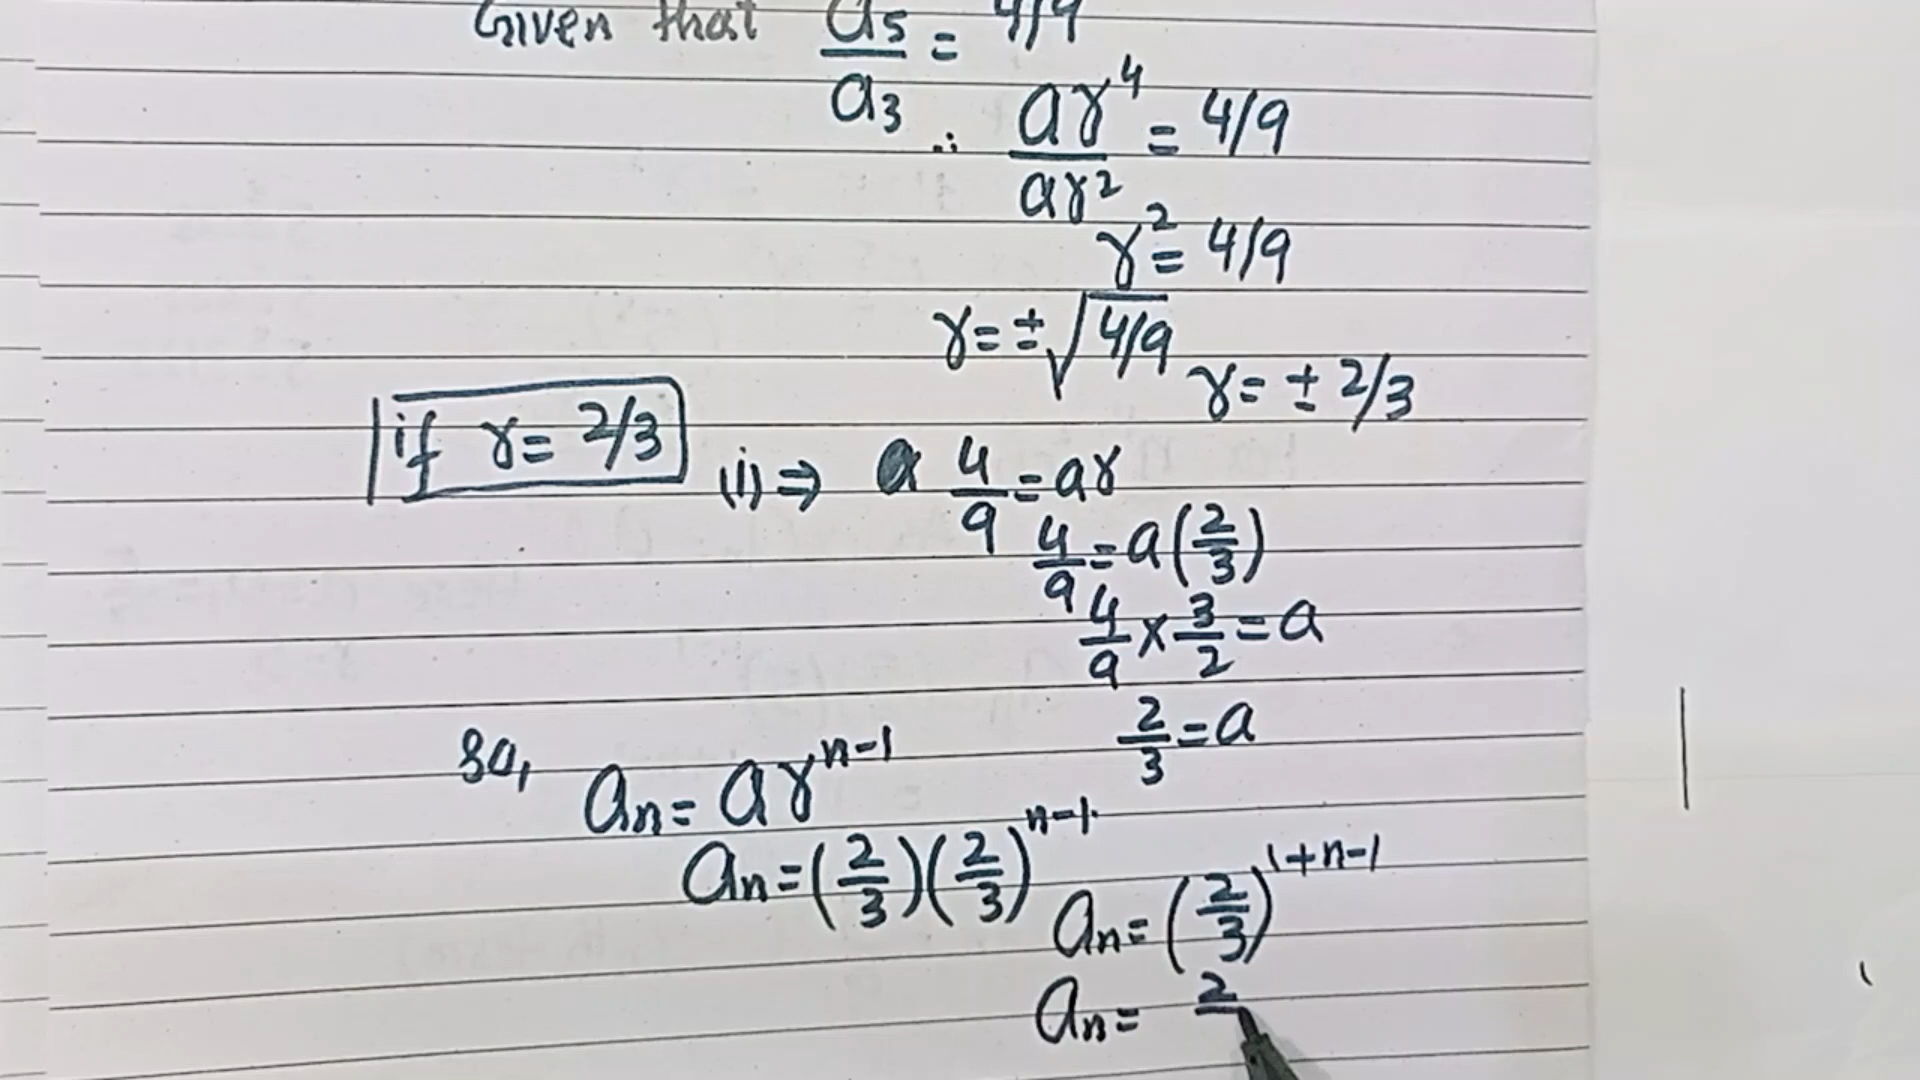 Given that a₅/a₃ = 4/9
∴ ar⁴/ar² = 4/9
r² = 4/9
r = ± √4/9 r = ± 2/3
if r = 2/3 (i) ⇒ 4/9 = ar
4/9 = a(2/3)
4/9 × 3/2 = a
2/3 = a
So, aₙ = arⁿ⁻¹
aₙ = (2/3)(2/3)ⁿ⁻¹
aₙ = (2/3)¹⁺ⁿ⁻¹
aₙ = 2